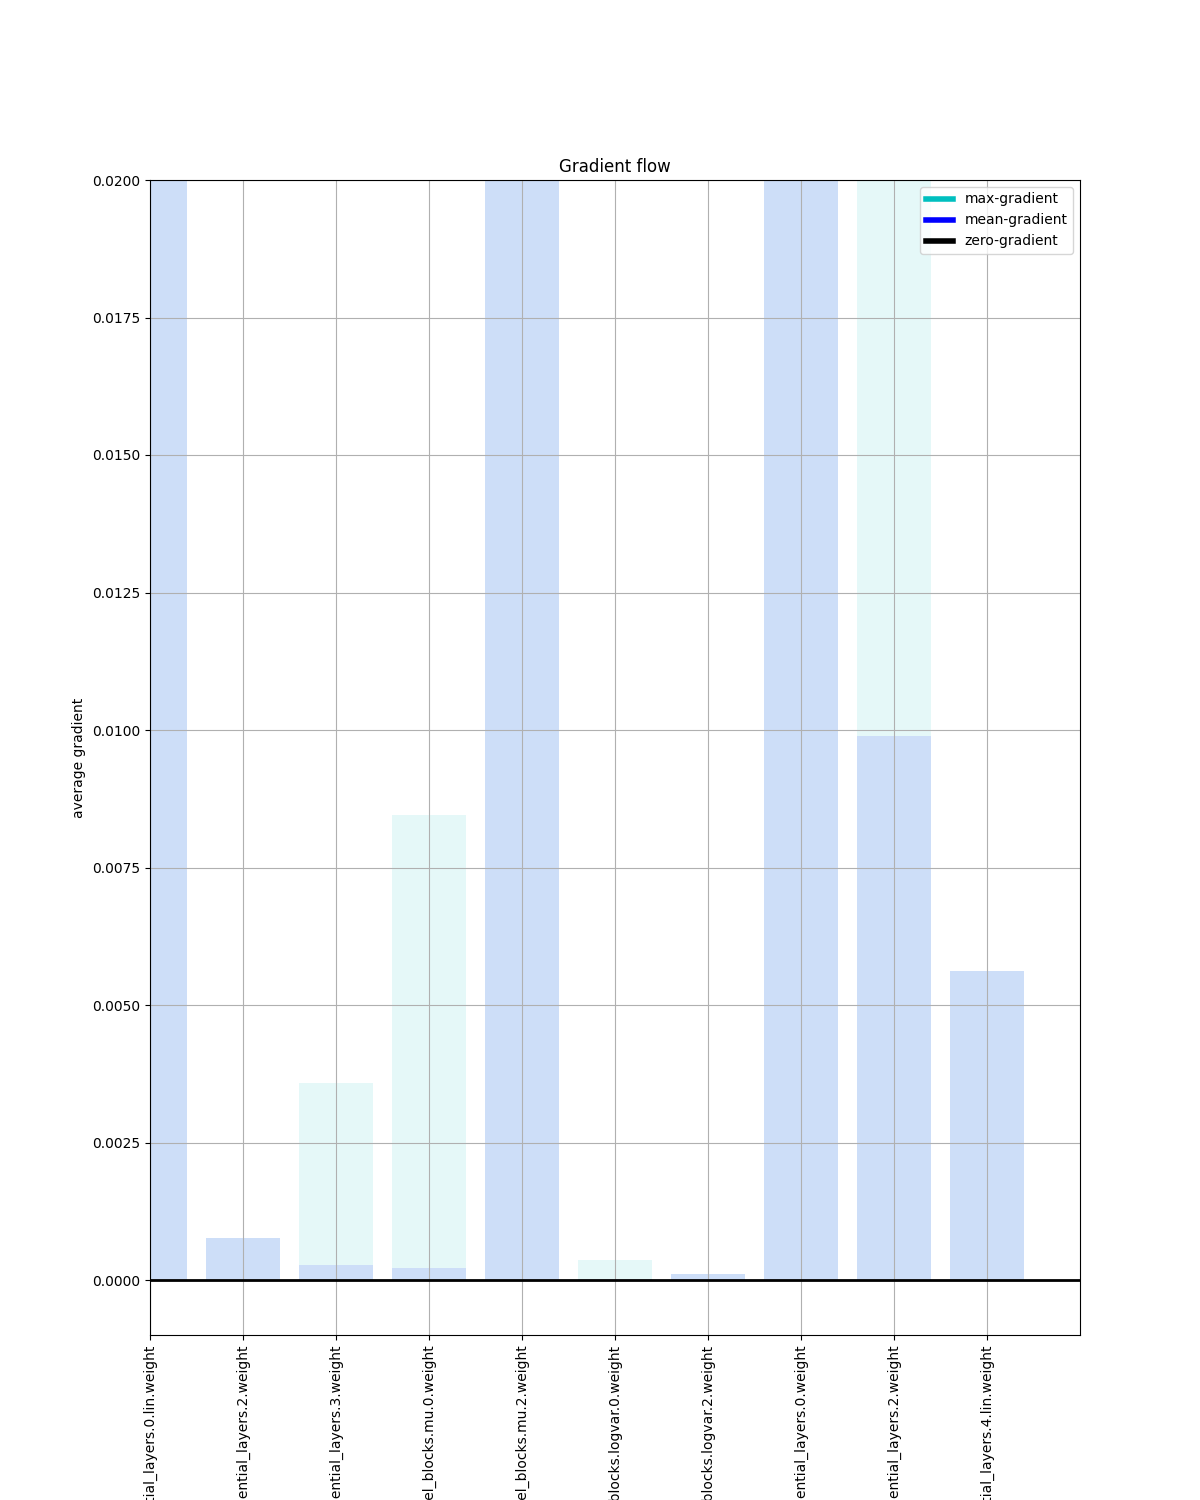 Gradient flow
max-gradient
mean-gradient
zero-gradient
0.0200
0.0175
0.0150
0.0125
0.0100
0.0075
0.0050
0.0025
0.0000
average gradient
tial_layers.0.lin.weight
ential_layers.2.weight
ential_layers.3.weight
el_blocks.mu.0.weight
el_blocks.mu.2.weight
blocks.logvar.0.weight
blocks.logvar.2.weight
ential_layers.0.weight
ential_layers.2.weight
tial_layers.4.lin.weight